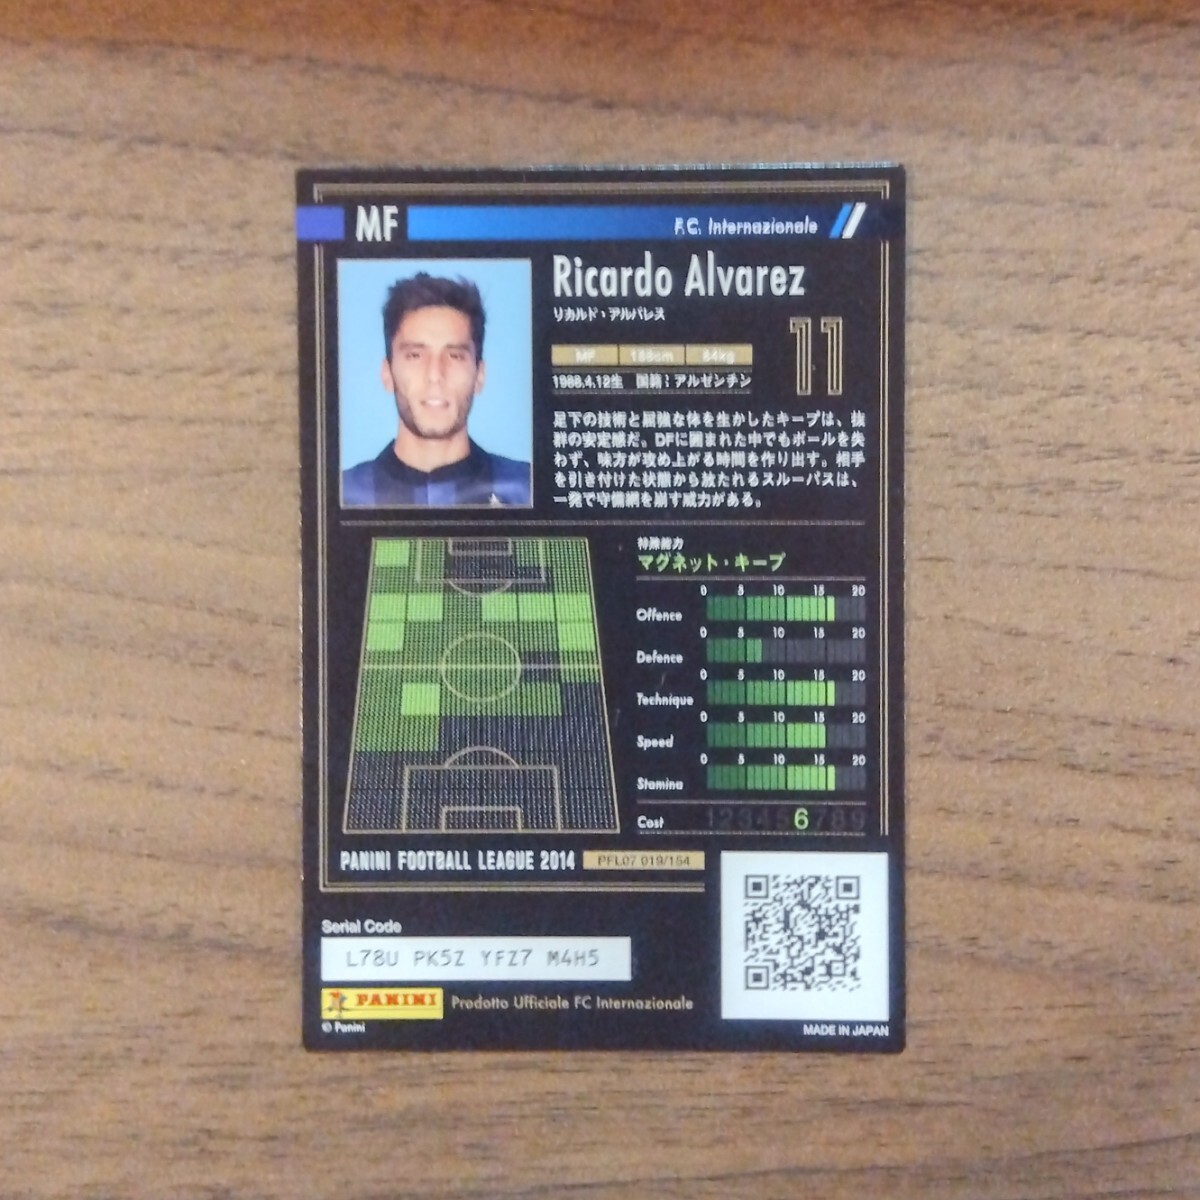 MF
F.C. Internazionale
Ricardo Alvarez
リカルド・アルバレス
11
MF 188cm 84kg
1988.4.12生 国籍：アルゼンチン
足下の技術と屈強な体を生かしたキープは、抜
群の安定感だ。DFに囲まれた中でもボールを失
わず、味方が攻め上がる時間を作り出す。相手
を引き付けた状態から放たれるスルーパスは、
一発で守備網を崩す威力がある。
特殊能力
マグネット・キープ
0 5 10 15 20
Offence
0 5 10 15 20
Defence
0 5 10 15 20
Technique
0 5 10 15 20
Speed
0 5 10 15 20
Stamina
Cost 1 2 3 4 5 6 7 8 9
PANINI FOOTBALL LEAGUE 2014 PFL07 019/154
Serial Code
L78U PK5Z YFZ7 M4H5
PANINI Prodotto Ufficiale FC Internazionale
© Panini
MADE IN JAPAN